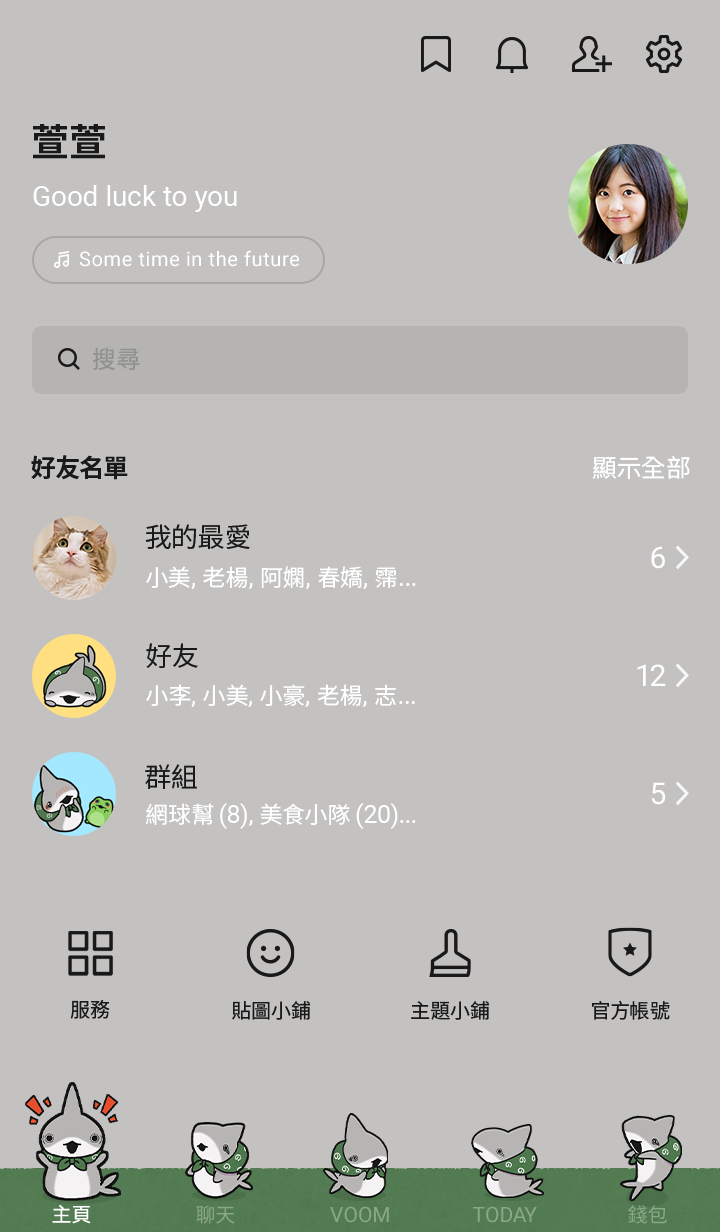 萱萱
Good luck to you
Some time in the future
搜尋
好友名單 顯示全部
我的最愛
小美, 老楊, 阿嫻, 春嬌, 霈...
6
好友
小李, 小美, 小豪, 老楊, 志...
12
群組
網球幫 (8), 美食小隊 (20)...
5
服務 貼圖小鋪 主題小鋪 官方帳號
主頁 聊天 VOOM TODAY 錢包